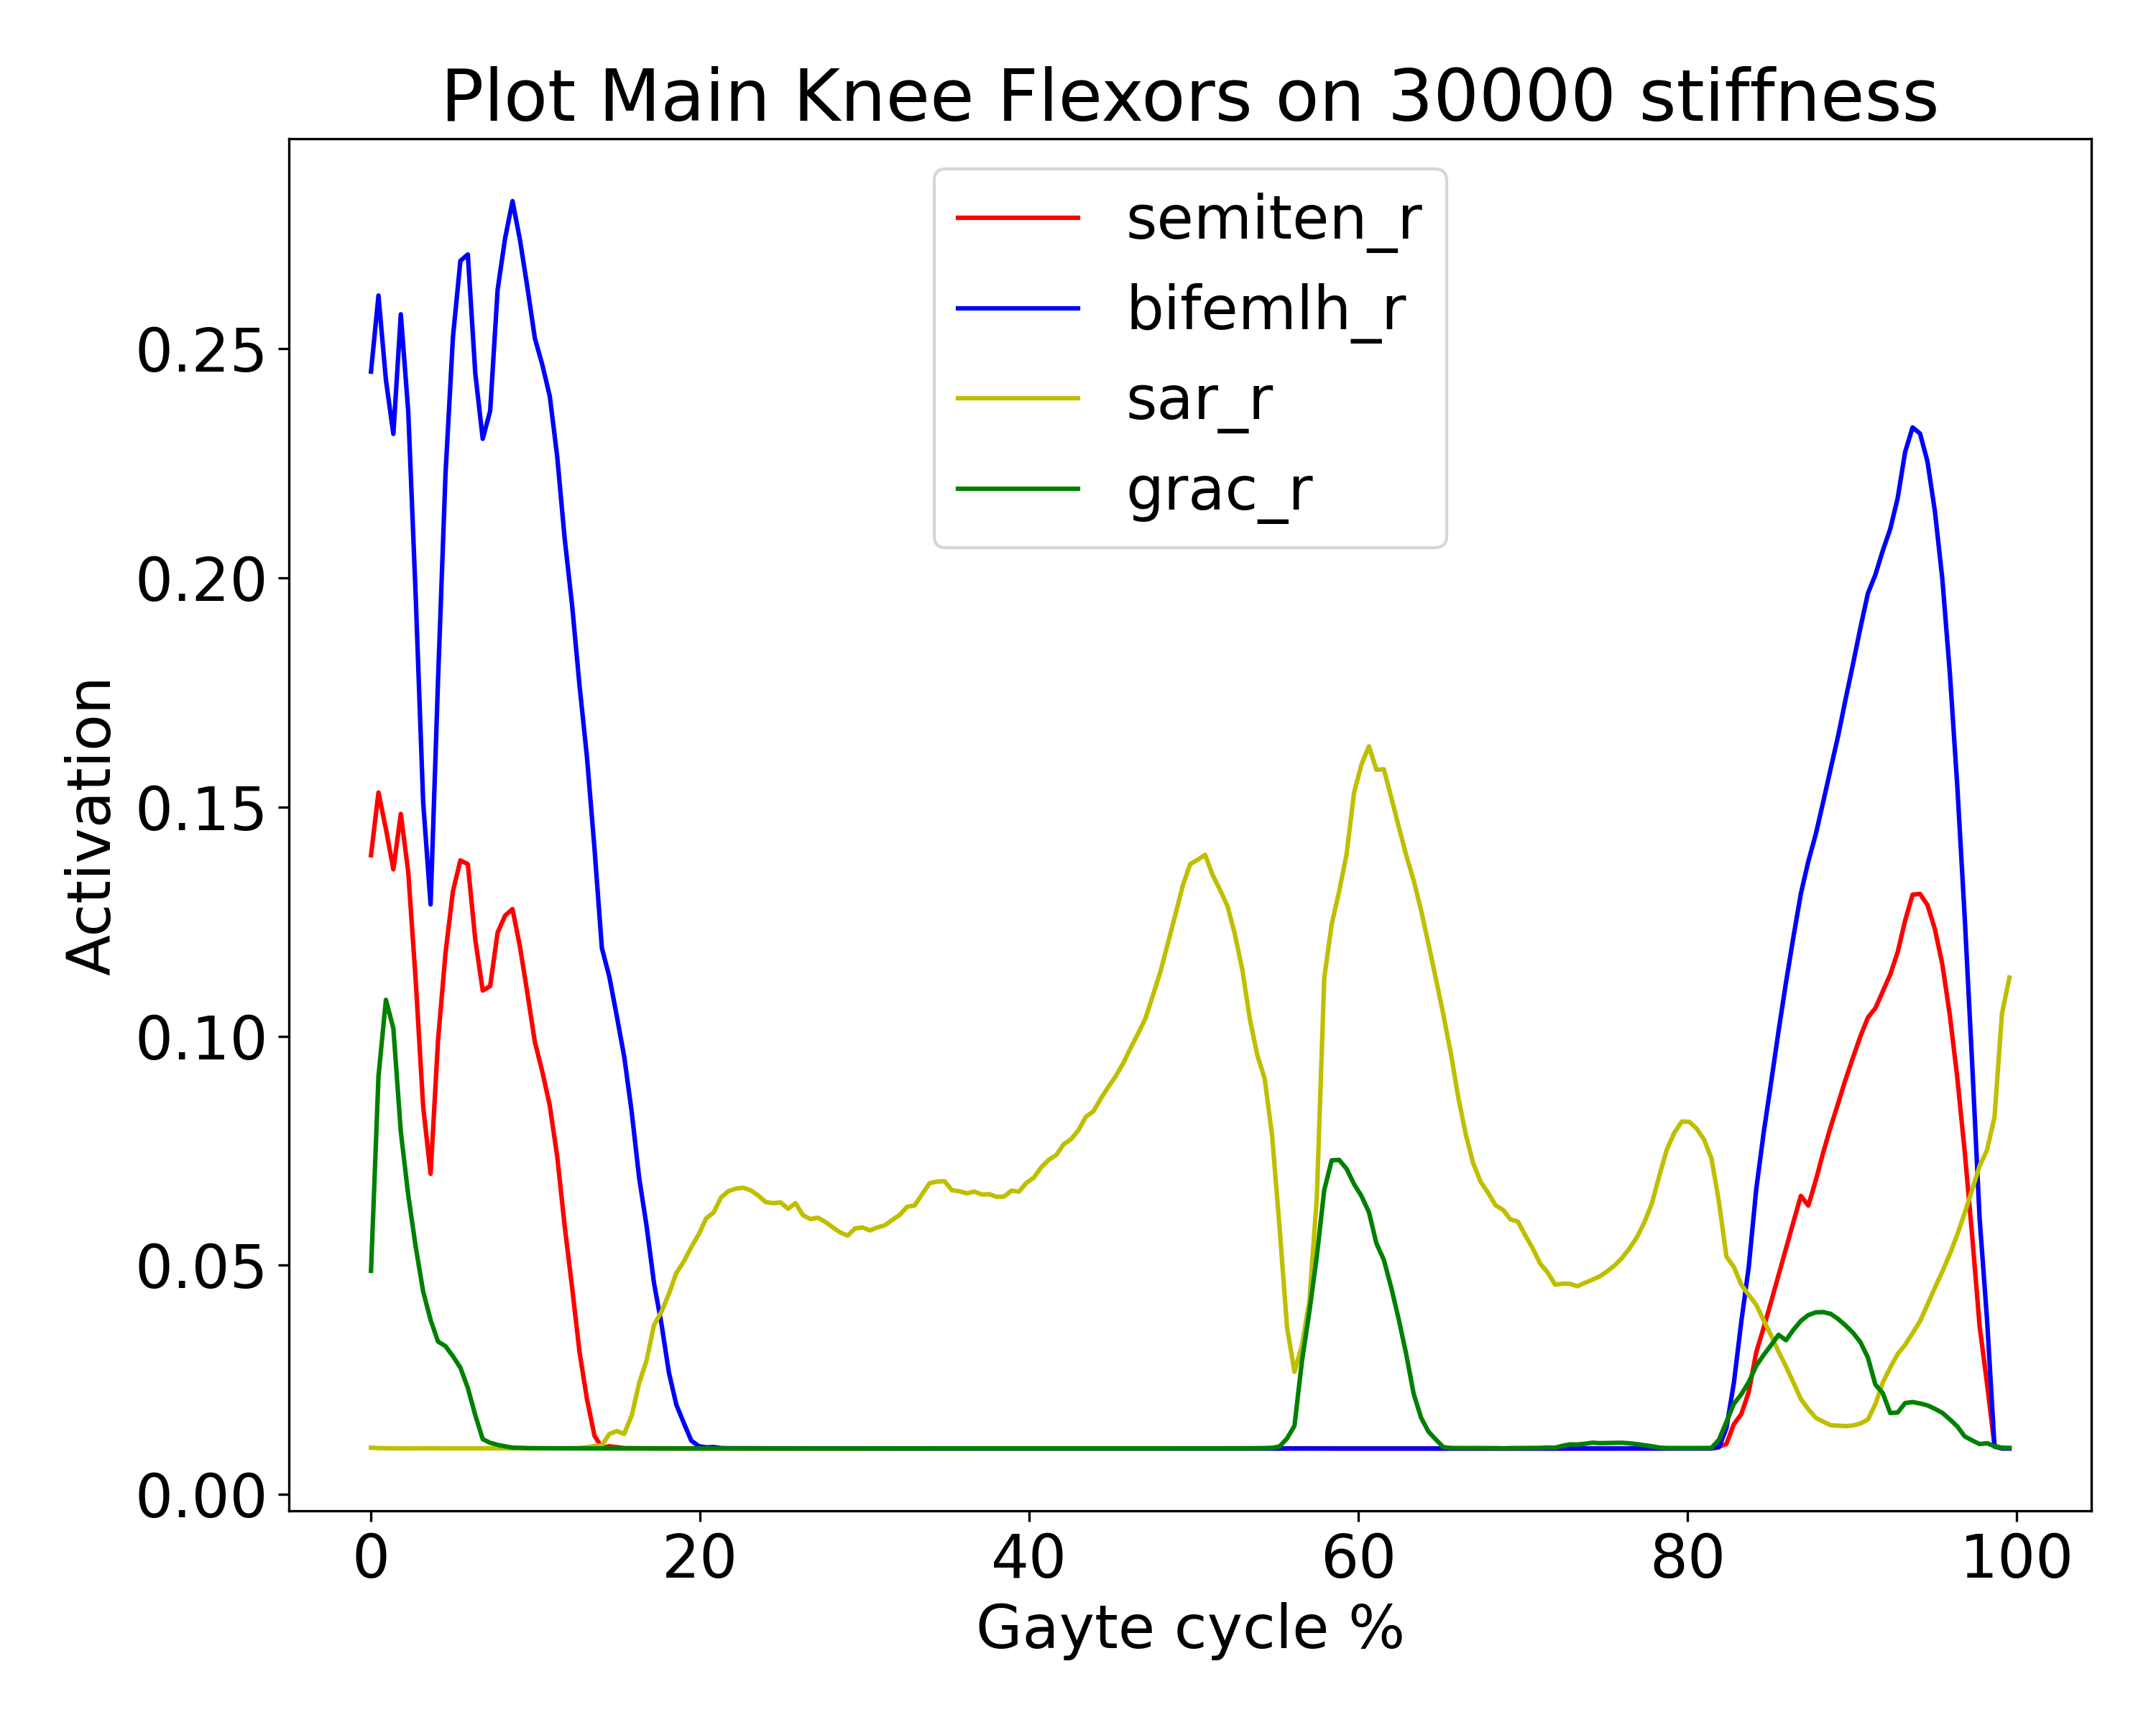 Plot Main Knee Flexors on 30000 stiffness
semiten_r
bifemlh_r
sar_r
grac_r
Activation
0.25
0.20
0.15
0.10
0.05
0.00
0 20 40 60 80 100
Gayte cycle %